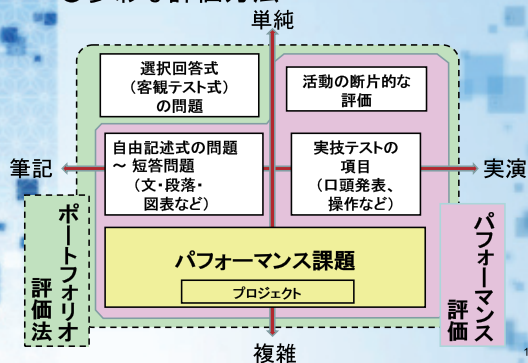 単純
選択回答式
（客観テスト式）
の問題
活動の断片的な
評価
自由記述式の問題
～ 短答問題
（文・段落・
図表など）
実技テストの
項目
（口頭発表、
操作など）
筆記
実演
ポートフォリオ
評価法
パフォーマンス
評価
パフォーマンス課題
プロジェクト
複雑
1